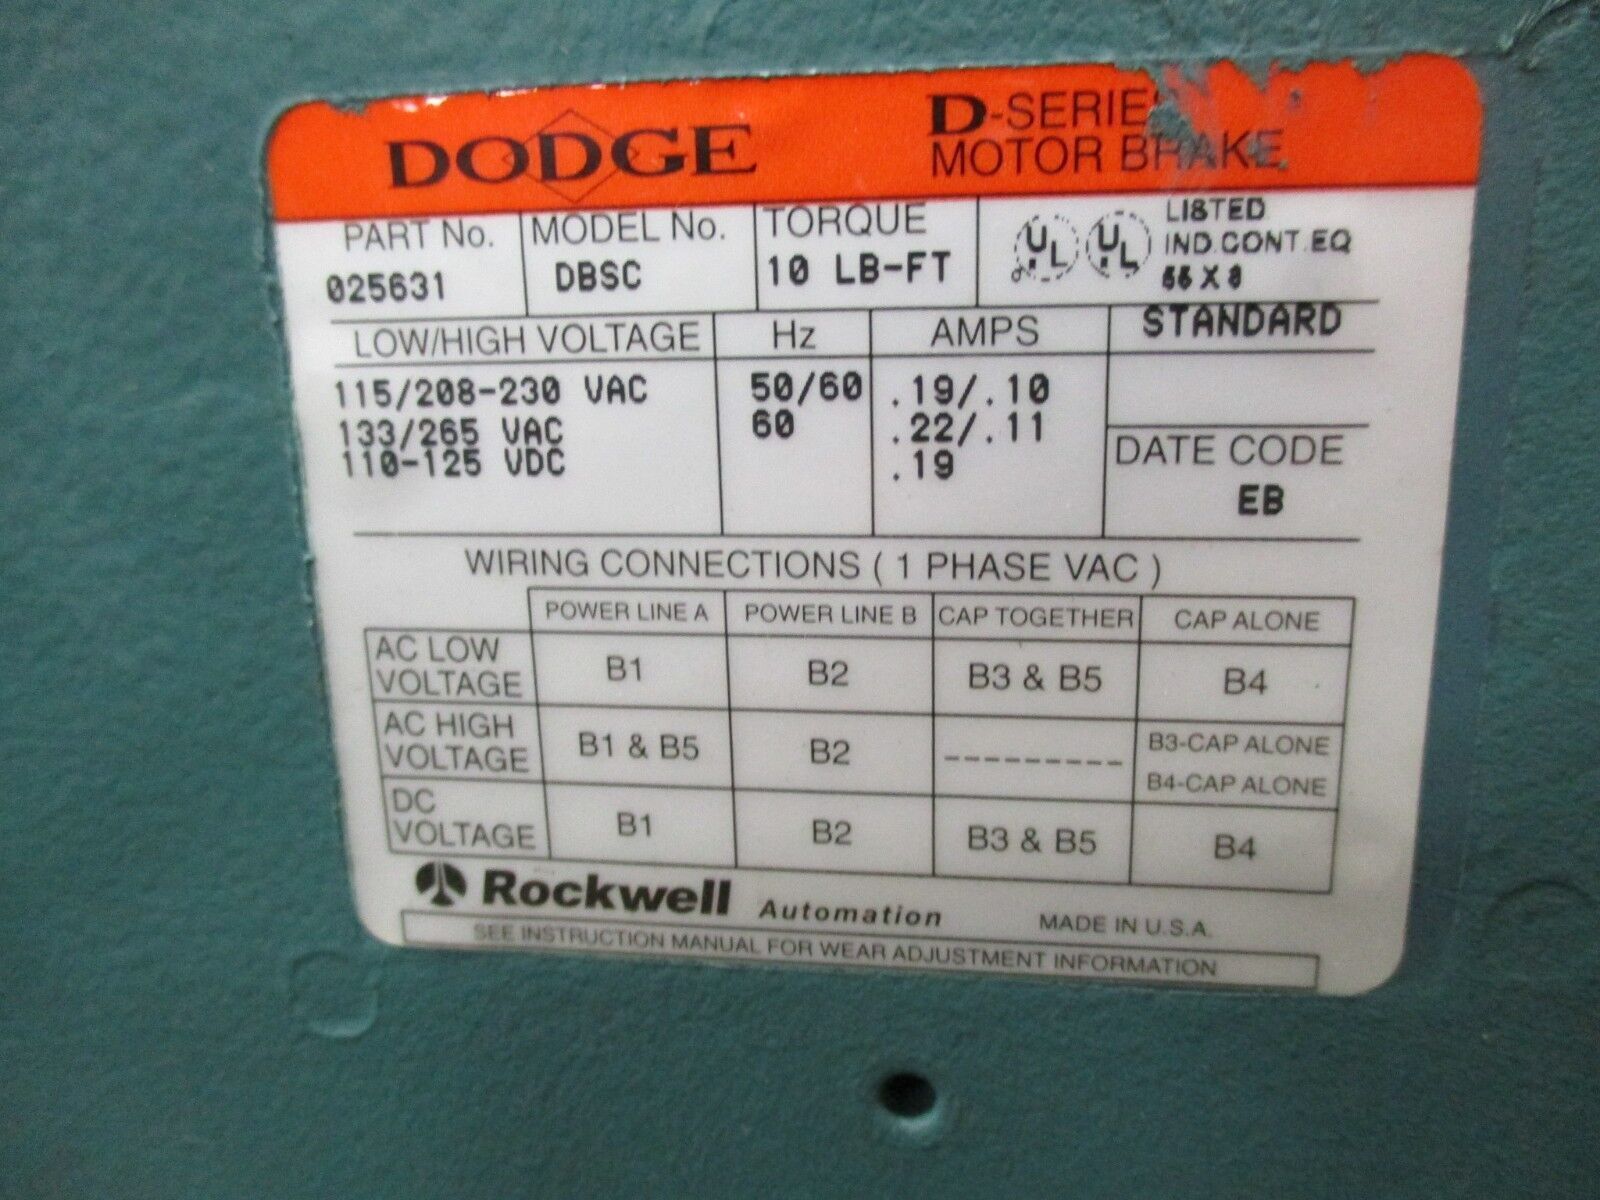 DODGE
D-SERIE
MOTOR BRAKE
PART No. MODEL No. TORQUE
025631 DBSC 10 LB-FT
UL UL LISTED
IND.CONT.EQ
LOW/HIGH VOLTAGE Hz AMPS STANDARD
115/208-230 VAC 50/60 .19/.10
133/265 VAC 60 .22/.11
110-125 VDC .19
DATE CODE
EB
WIRING CONNECTIONS ( 1 PHASE VAC )
POWER LINE A POWER LINE B CAP TOGETHER CAP ALONE
AC LOW
VOLTAGE B1 B2 B3 & B5 B4
AC HIGH
VOLTAGE B1 & B5 B2 --------- B3-CAP ALONE
B4-CAP ALONE
DC
VOLTAGE B1 B2 B3 & B5 B4
Rockwell Automation MADE IN U.S.A.
SEE INSTRUCTION MANUAL FOR WEAR ADJUSTMENT INFORMATION